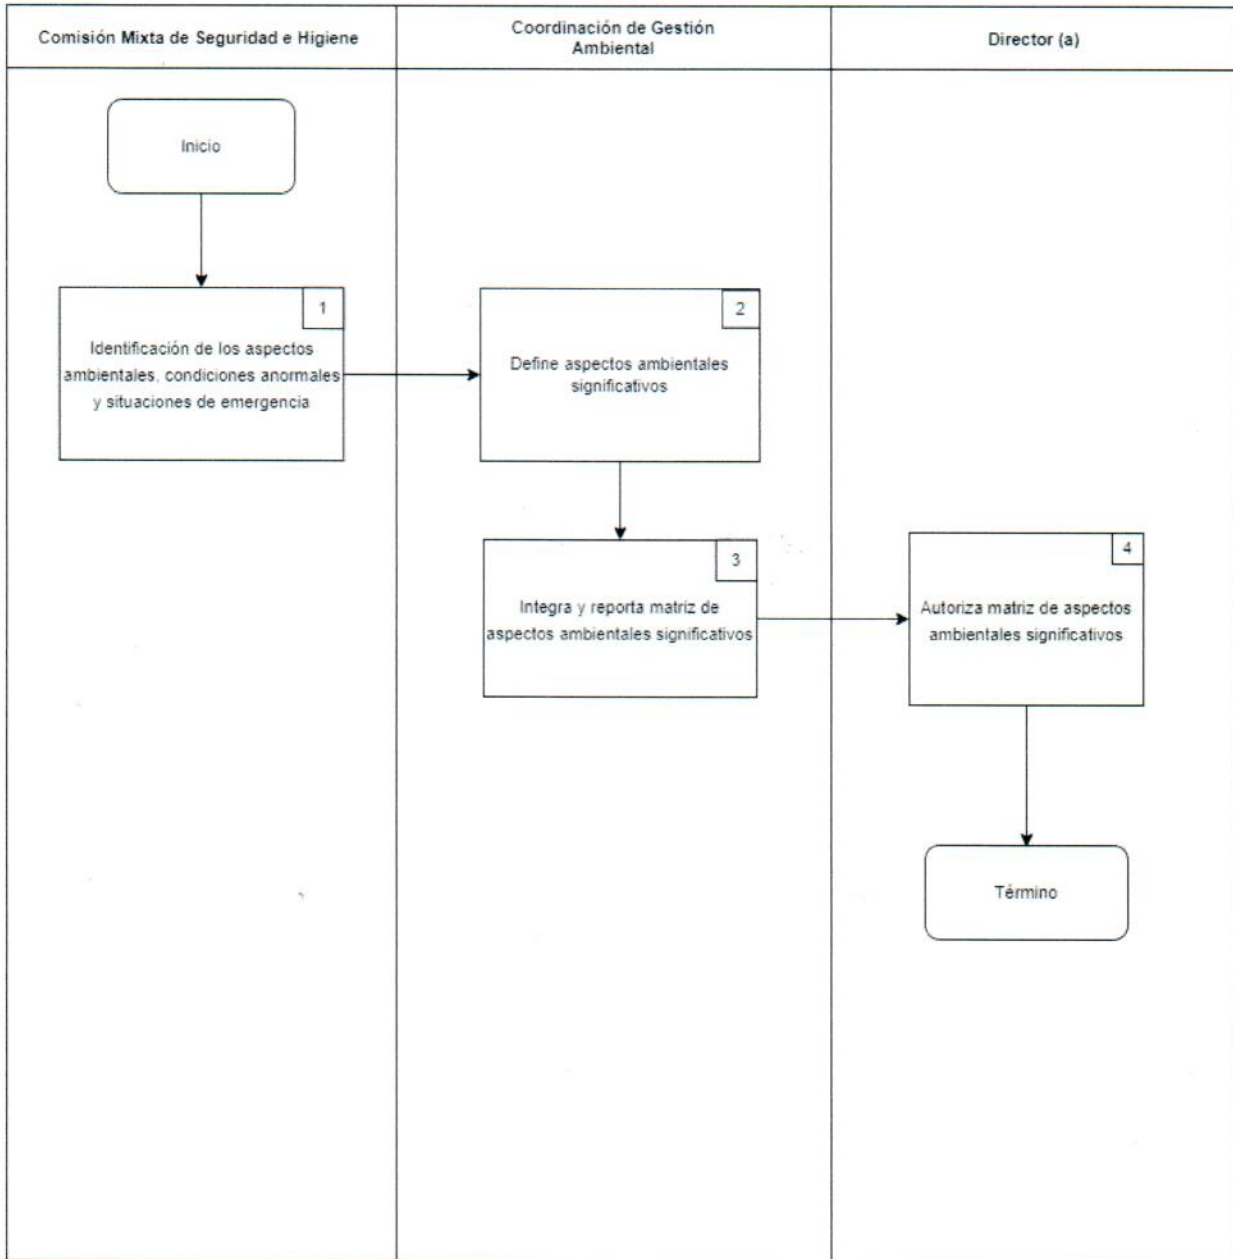 Comisión Mixta de Seguridad e Higiene
Coordinación de Gestión
Ambiental
Director (a)
Inicio
1
Identificación de los aspectos
ambientales, condiciones anormales
y situaciones de emergencia
2
Define aspectos ambientales
significativos
3
Integra y reporta matriz de
aspectos ambientales significativos
4
Autoriza matriz de aspectos
ambientales significativos
Término